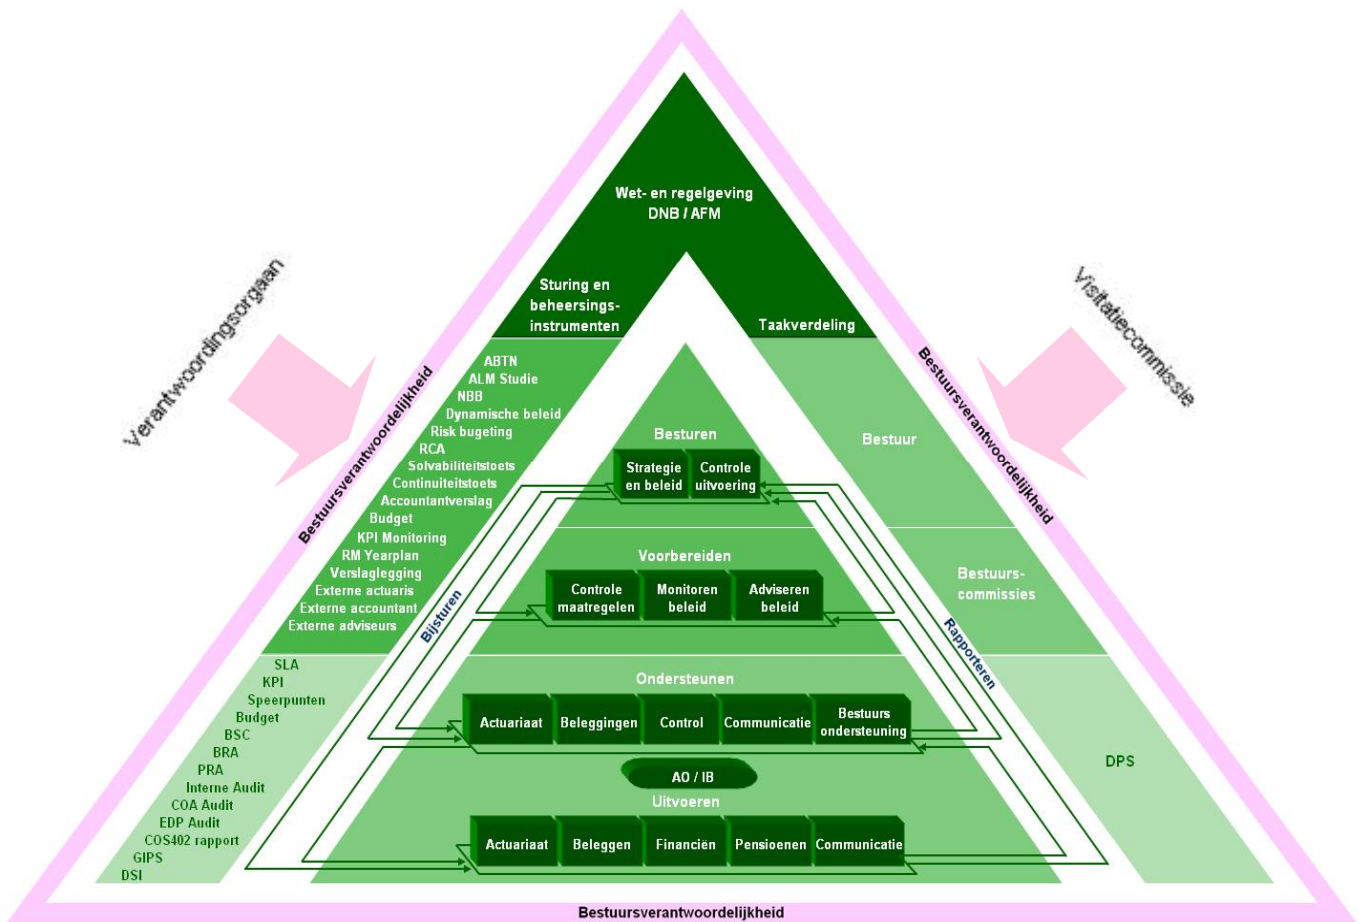 Wet- en regelgeving
DNB / AFM
Sturing en
beheersings-
instrumenten
Taakverdeling
Verantwoordingsorgaan
Visitatiecommissie
Bestuursverantwoordelijkheid
Bestuursverantwoordelijkheid
ABTN
ALM Studie
NBB
Dynamische beleid
Risk bugeting
RCA
Solvabiliteitstoets
Continuiteitstoets
Accountantverslag
Budget
KPI Monitoring
RM Yearplan
Verslaglegging
Externe actuaris
Externe accountant
Externe adviseurs
SLA
KPI
Speerpunten
Budget
BSC
BRA
PRA
Interne Audit
COA Audit
EDP Audit
COS402 rapport
GIPS
DSI
Bijsturen
Besturen
Strategie
en beleid
Controle
uitvoering
Voorbereiden
Controle
maatregelen
Monitoren
beleid
Adviseren
beleid
Ondersteunen
Actuariaat
Beleggingen
Control
Communicatie
Bestuurs
ondersteuning
AO / IB
Uitvoeren
Actuariaat
Beleggen
Financiën
Pensioenen
Communicatie
Rapporteren
Bestuur
Bestuurs-
commissies
DPS
Bestuursverantwoordelijkheid